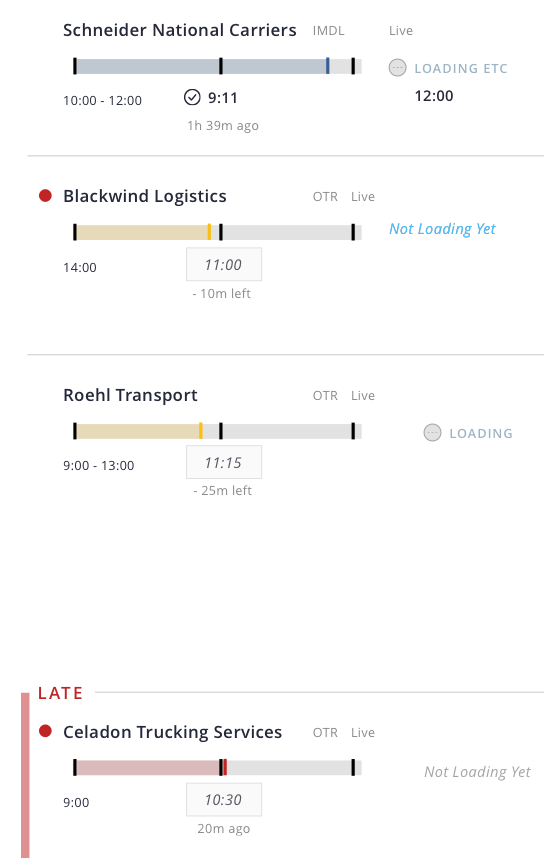 Schneider National Carriers IMDL Live
LOADING ETC
10:00 - 12:00 9:11 12:00
1h 39m ago
Blackwind Logistics OTR Live
Not Loading Yet
14:00 11:00
- 10m left
Roehl Transport OTR Live
LOADING
9:00 - 13:00 11:15
- 25m left
LATE
Celadon Trucking Services OTR Live
Not Loading Yet
9:00 10:30
20m ago